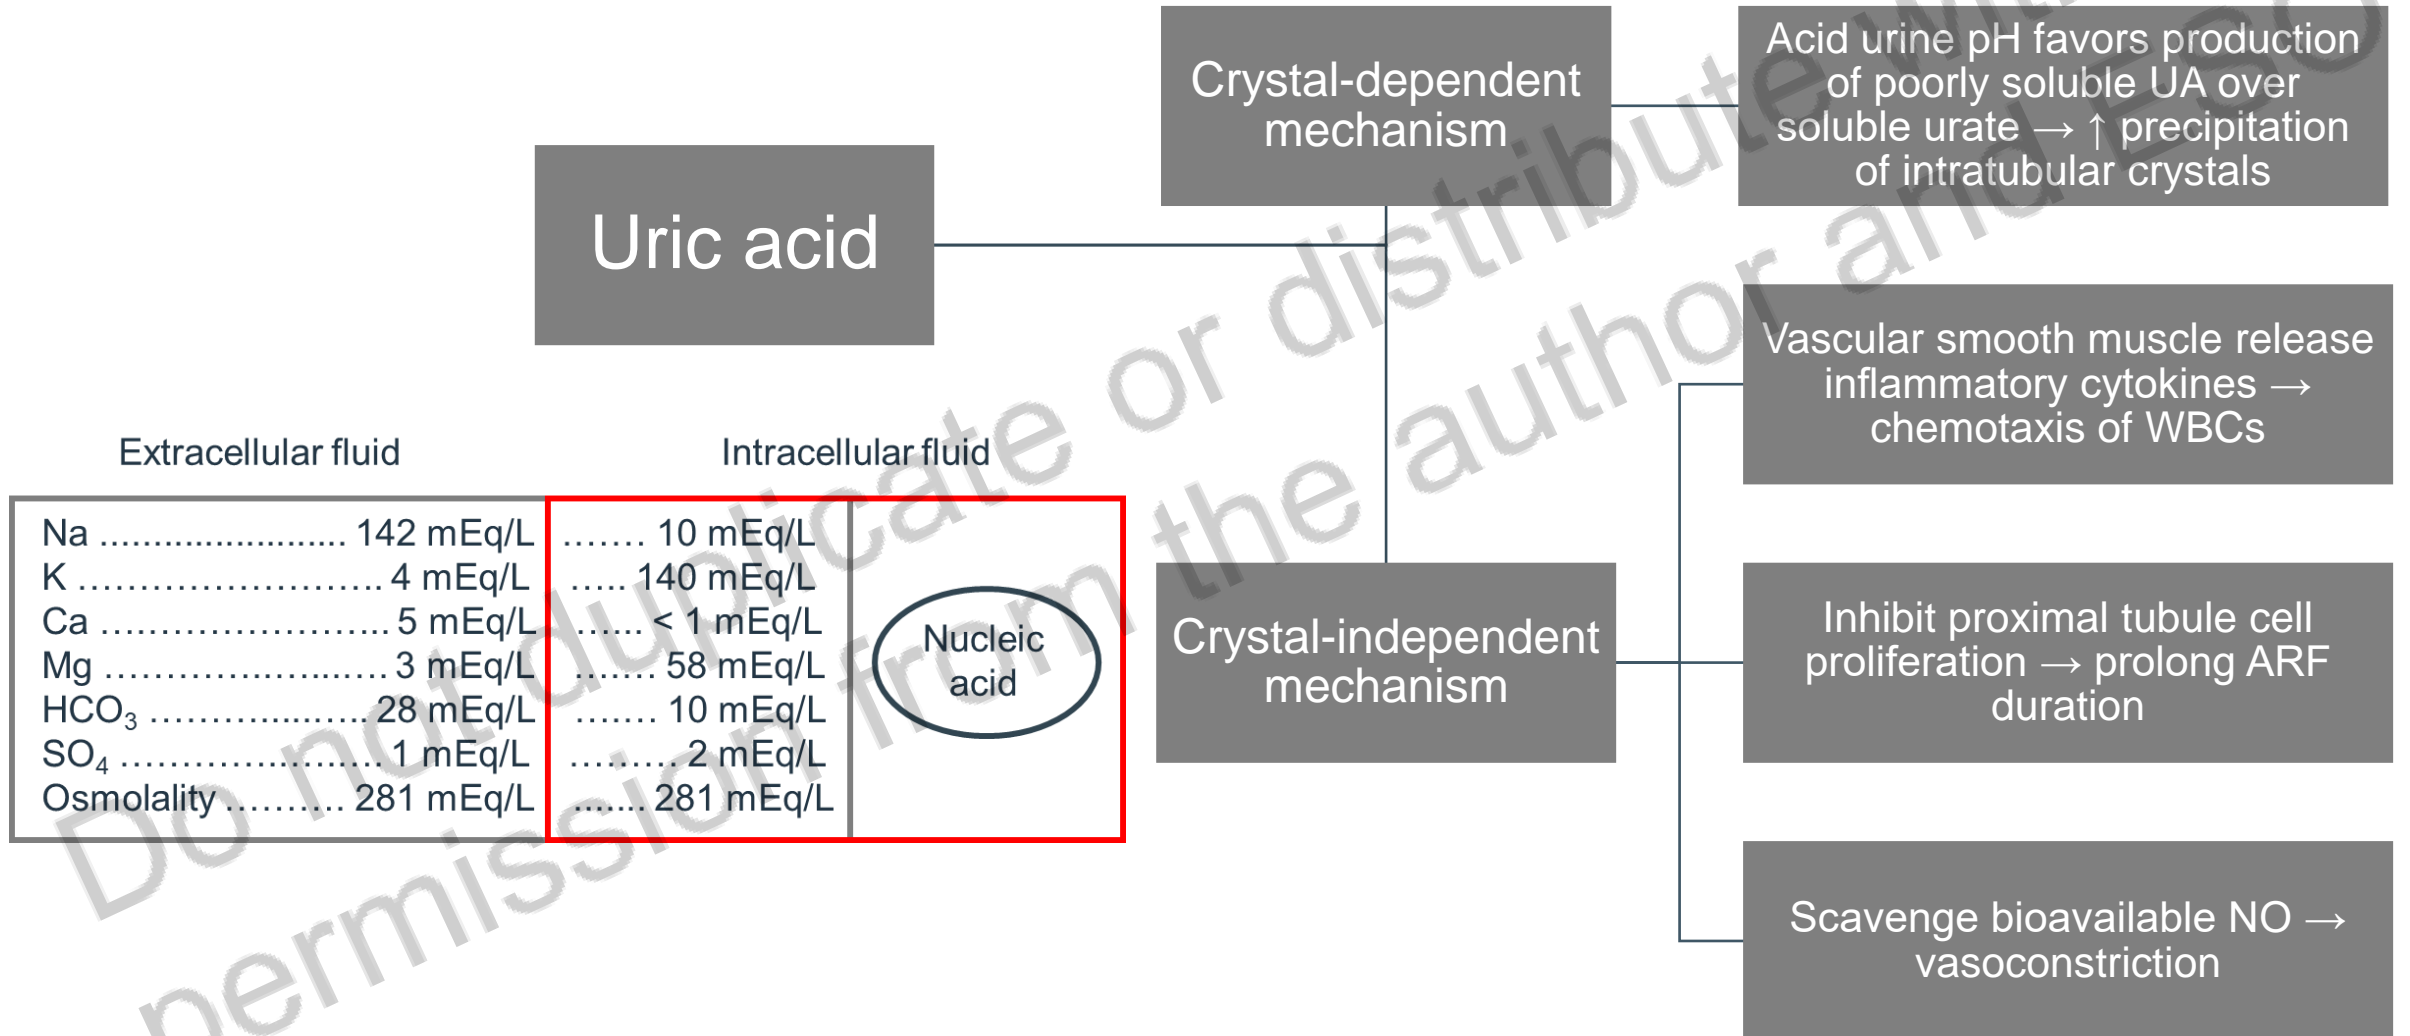 Uric acid
Crystal-dependent
mechanism
Acid urine pH favors production
of poorly soluble UA over
soluble urate → ↑ precipitation
of intratubular crystals
Crystal-independent
mechanism
Vascular smooth muscle release
inflammatory cytokines →
chemotaxis of WBCs
Inhibit proximal tubule cell
proliferation → prolong ARF
duration
Scavenge bioavailable NO →
vasoconstriction
Extracellular fluid Intracellular fluid
Na ....................... 142 mEq/L ....... 10 mEq/L
K ......................... 4 mEq/L ..... 140 mEq/L
Ca ........................ 5 mEq/L ...... < 1 mEq/L
Mg ........................ 3 mEq/L ........ 58 mEq/L
HCO₃ .................... 28 mEq/L ....... 10 mEq/L
SO₄ ....................... 1 mEq/L ......... 2 mEq/L
Osmolality .......... 281 mEq/L ....... 281 mEq/L
Nucleic
acid
Do not duplicate or distribute
permission from the author and ESO